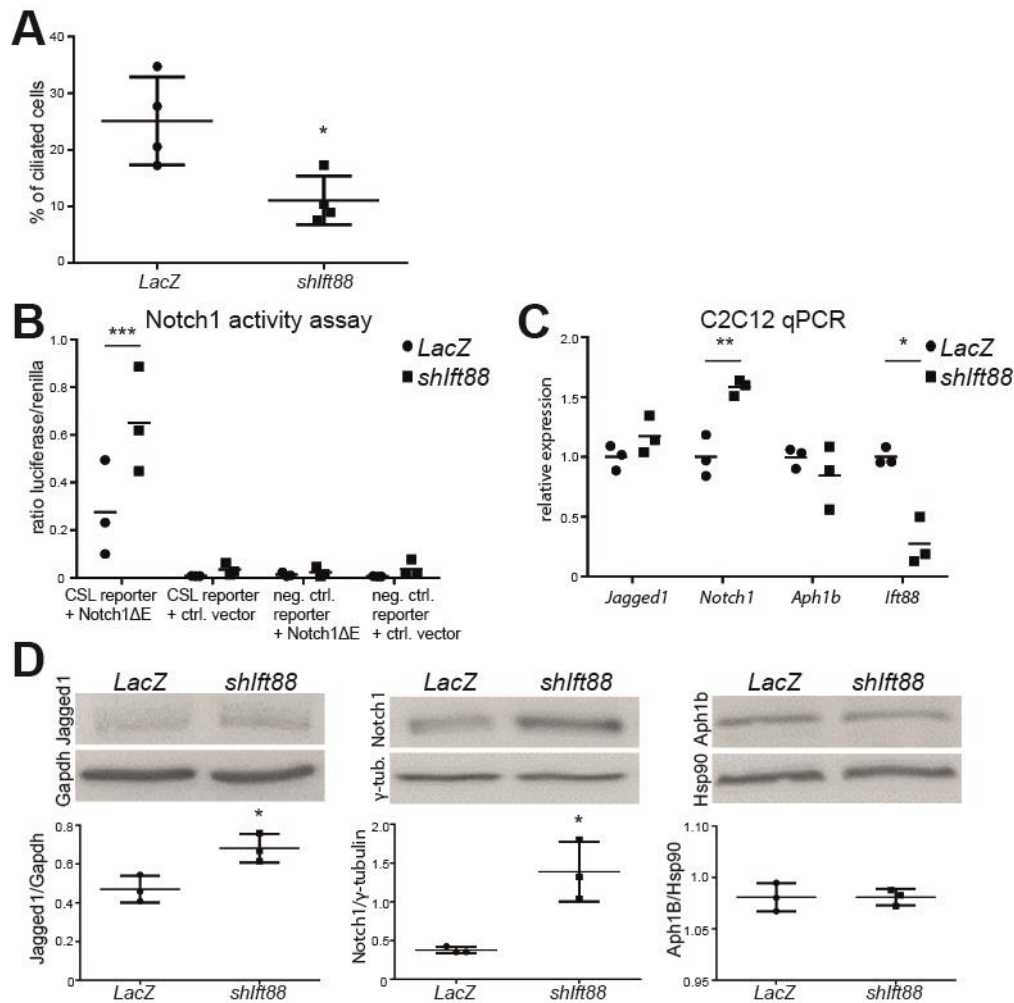 A
40
30
20
10
0
% of ciliated cells
*
LacZ
shIft88
B
Notch1 activity assay
1.0
0.8
0.6
0.4
0.2
0
ratio luciferase/renilla
***
LacZ
shIft88
CSL reporter
+ Notch1ΔE
CSL reporter
+ ctrl. vector
neg. ctrl.
reporter
+ Notch1ΔE
neg. ctrl.
reporter
+ ctrl. vector
C
C2C12 qPCR
2.0
1.5
1.0
0.5
0
relative expression
**
*
LacZ
shIft88
Jagged1
Notch1
Aph1b
Ift88
D
LacZ
shIft88
Jagged1
Gapdh
0.8
0.6
0.4
0.2
0
Jagged1/Gapdh
*
LacZ
shIft88
LacZ
shIft88
Notch1
γ-tub.
2.0
1.5
1.0
0.5
0
Notch1/γ-tubulin
*
LacZ
shIft88
LacZ
shIft88
Aph1b
Hsp90
1.10
1.0
1.05
0.95
Aph1B/Hsp90
LacZ
shIft88